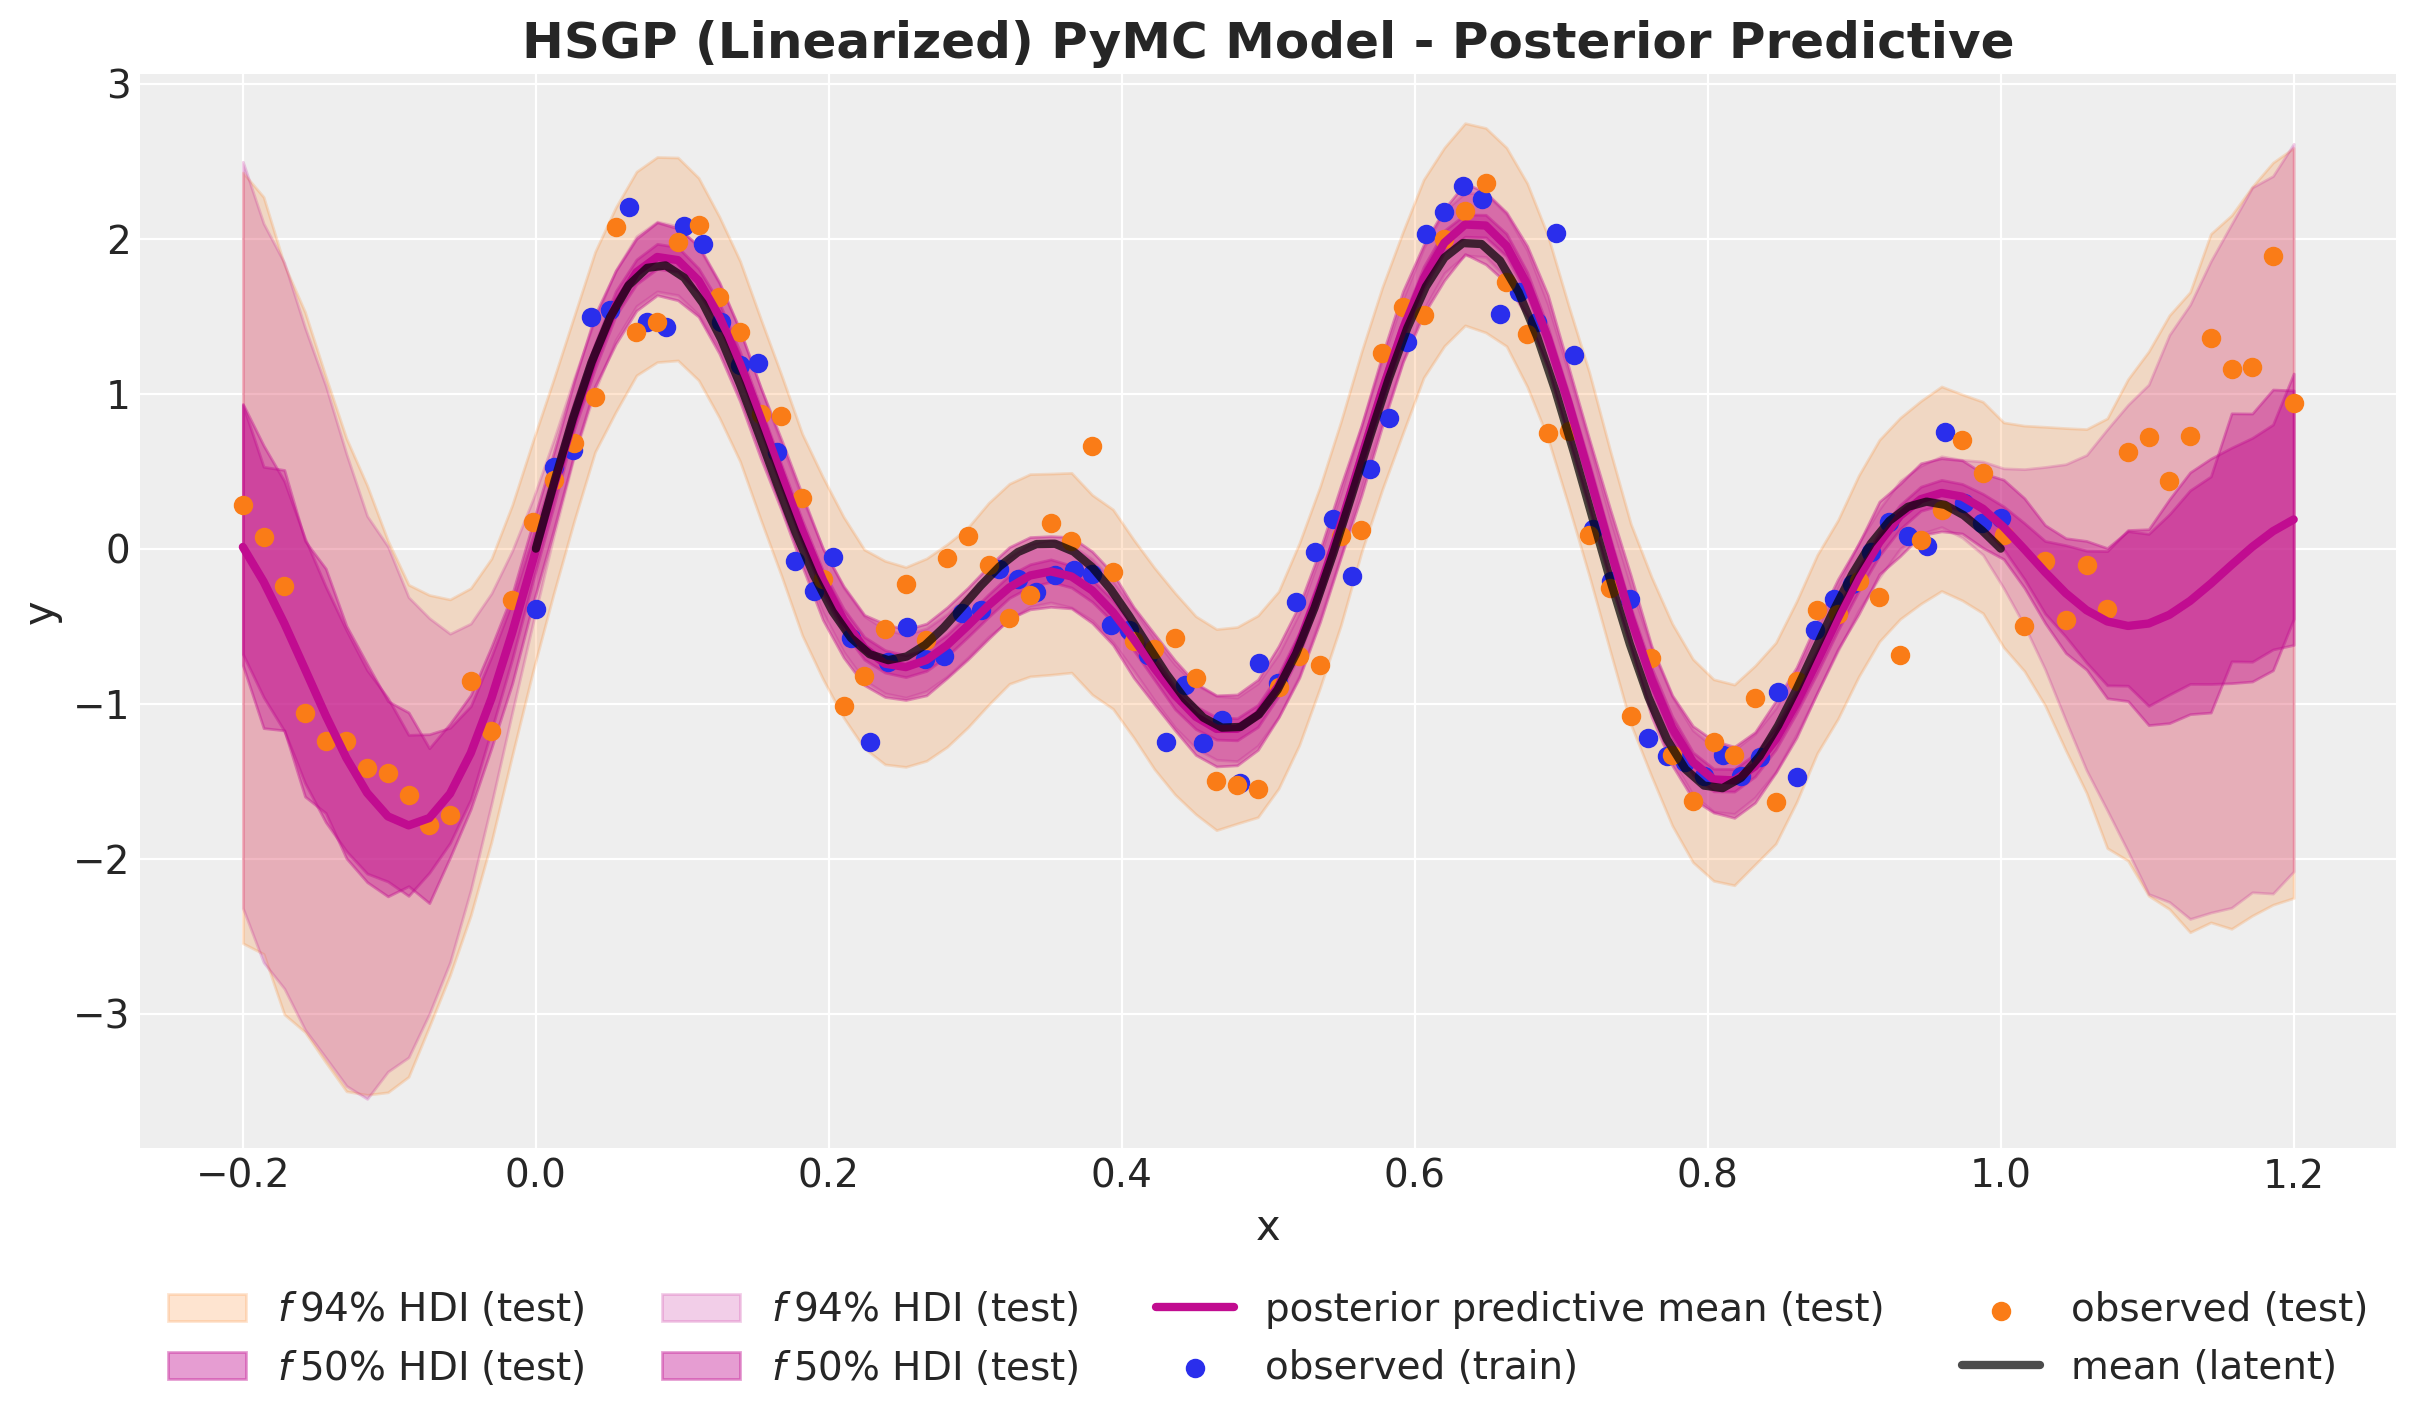 HSGP (Linearized) PyMC Model - Posterior Predictive
3
2
1
0
−1
−2
−3
y
−0.2 0.0 0.2 0.4 0.6 0.8 1.0 1.2
x
f 94% HDI (test) f 94% HDI (test) posterior predictive mean (test) observed (test)
f 50% HDI (test) f 50% HDI (test) observed (train) mean (latent)